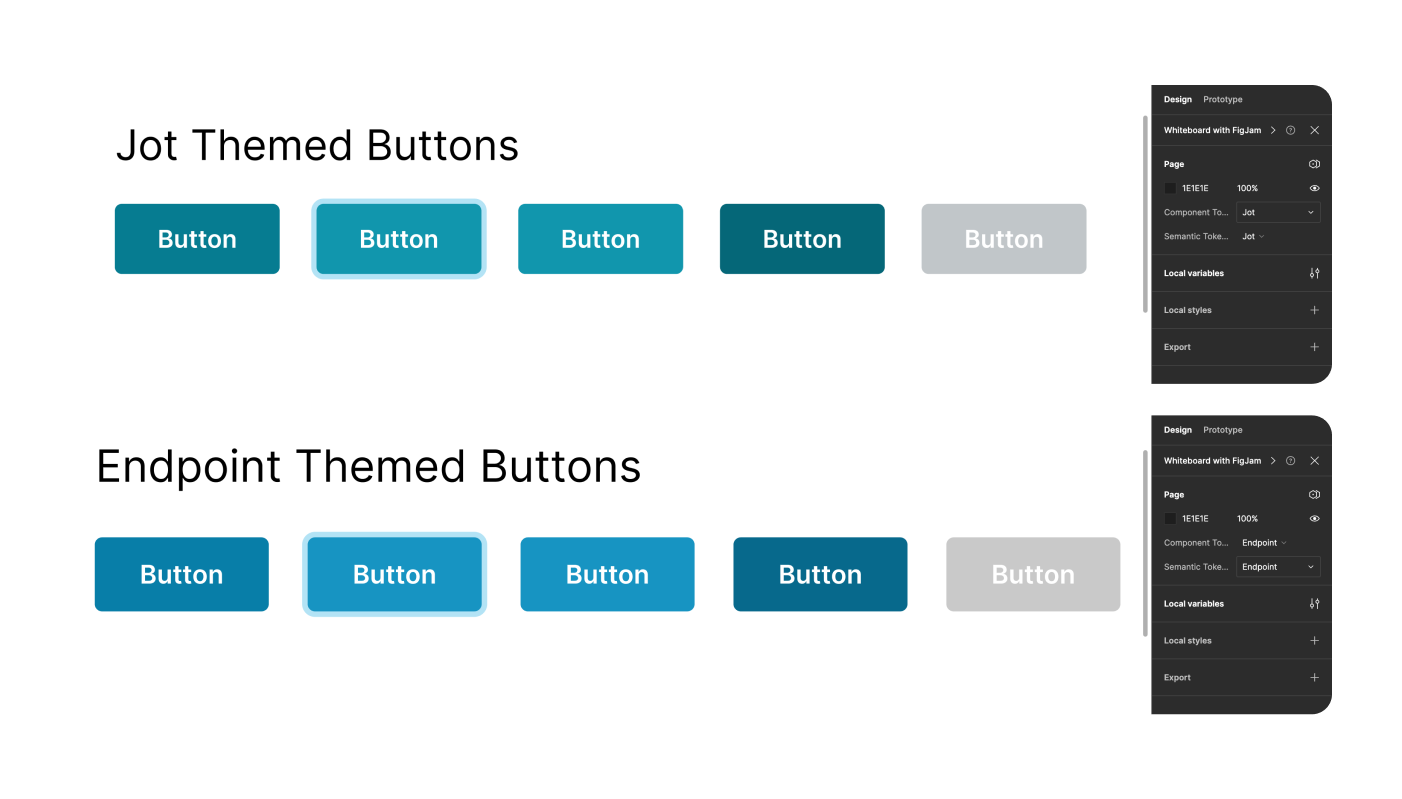 Jot Themed Buttons
Button Button Button Button Button
Design Prototype
Whiteboard with FigJam
Page
1E1E1E 100%
Component To... Jot
Semantic Toke... Jot
Local variables
Local styles
Export
Endpoint Themed Buttons
Button Button Button Button Button
Design Prototype
Whiteboard with FigJam
Page
1E1E1E 100%
Component To... Endpoint
Semantic Toke... Endpoint
Local variables
Local styles
Export